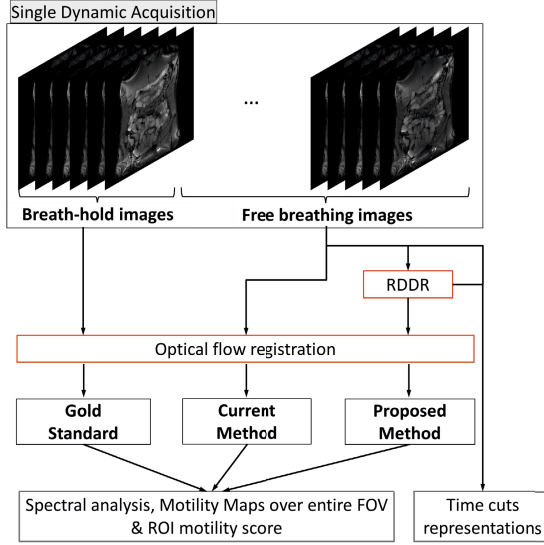 Single Dynamic Acquisition
...
Breath-hold images
Free breathing images
RDDR
Optical flow registration
Gold
Standard
Current
Method
Proposed
Method
Spectral analysis, Motility Maps over entire FOV
& ROI motility score
Time cuts
representations